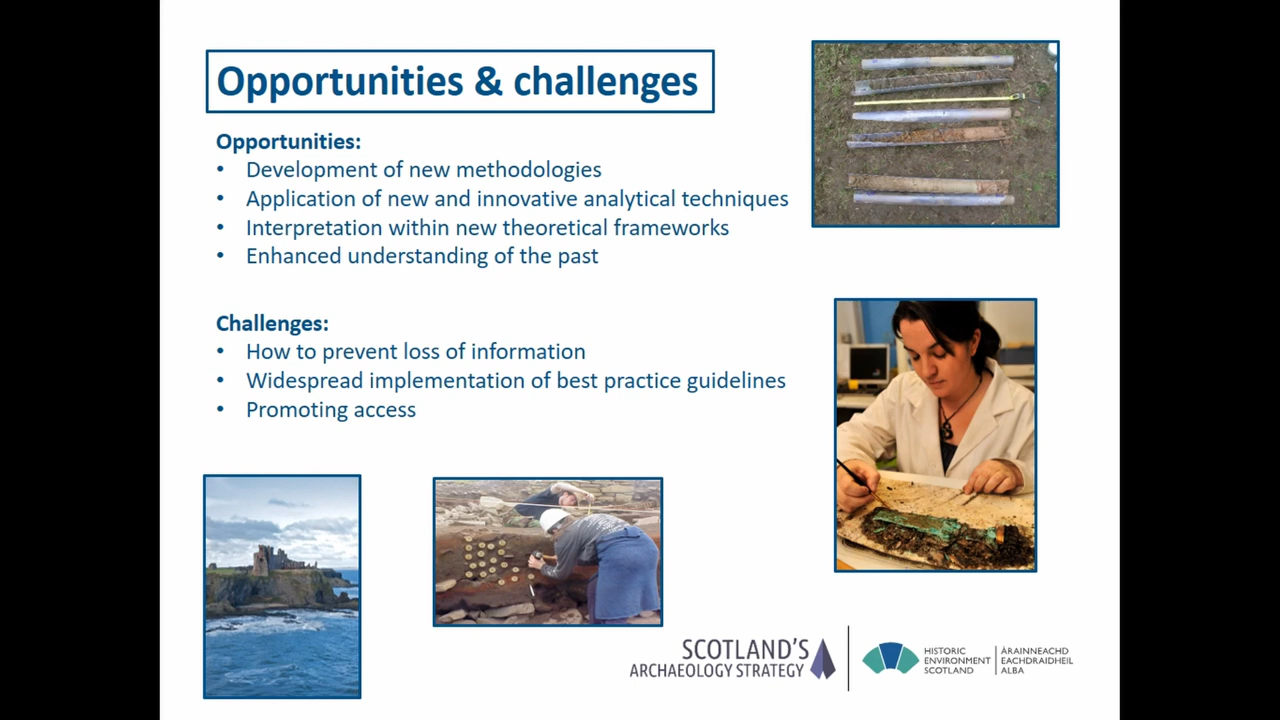 Opportunities & challenges
Opportunities:
• Development of new methodologies
• Application of new and innovative analytical techniques
• Interpretation within new theoretical frameworks
• Enhanced understanding of the past
Challenges:
• How to prevent loss of information
• Widespread implementation of best practice guidelines
• Promoting access
SCOTLAND'S
ARCHAEOLOGY STRATEGY
HISTORIC
ENVIRONMENT
SCOTLAND
ÀRAINNEACHD
EACHDRAIDHEIL
ALBA